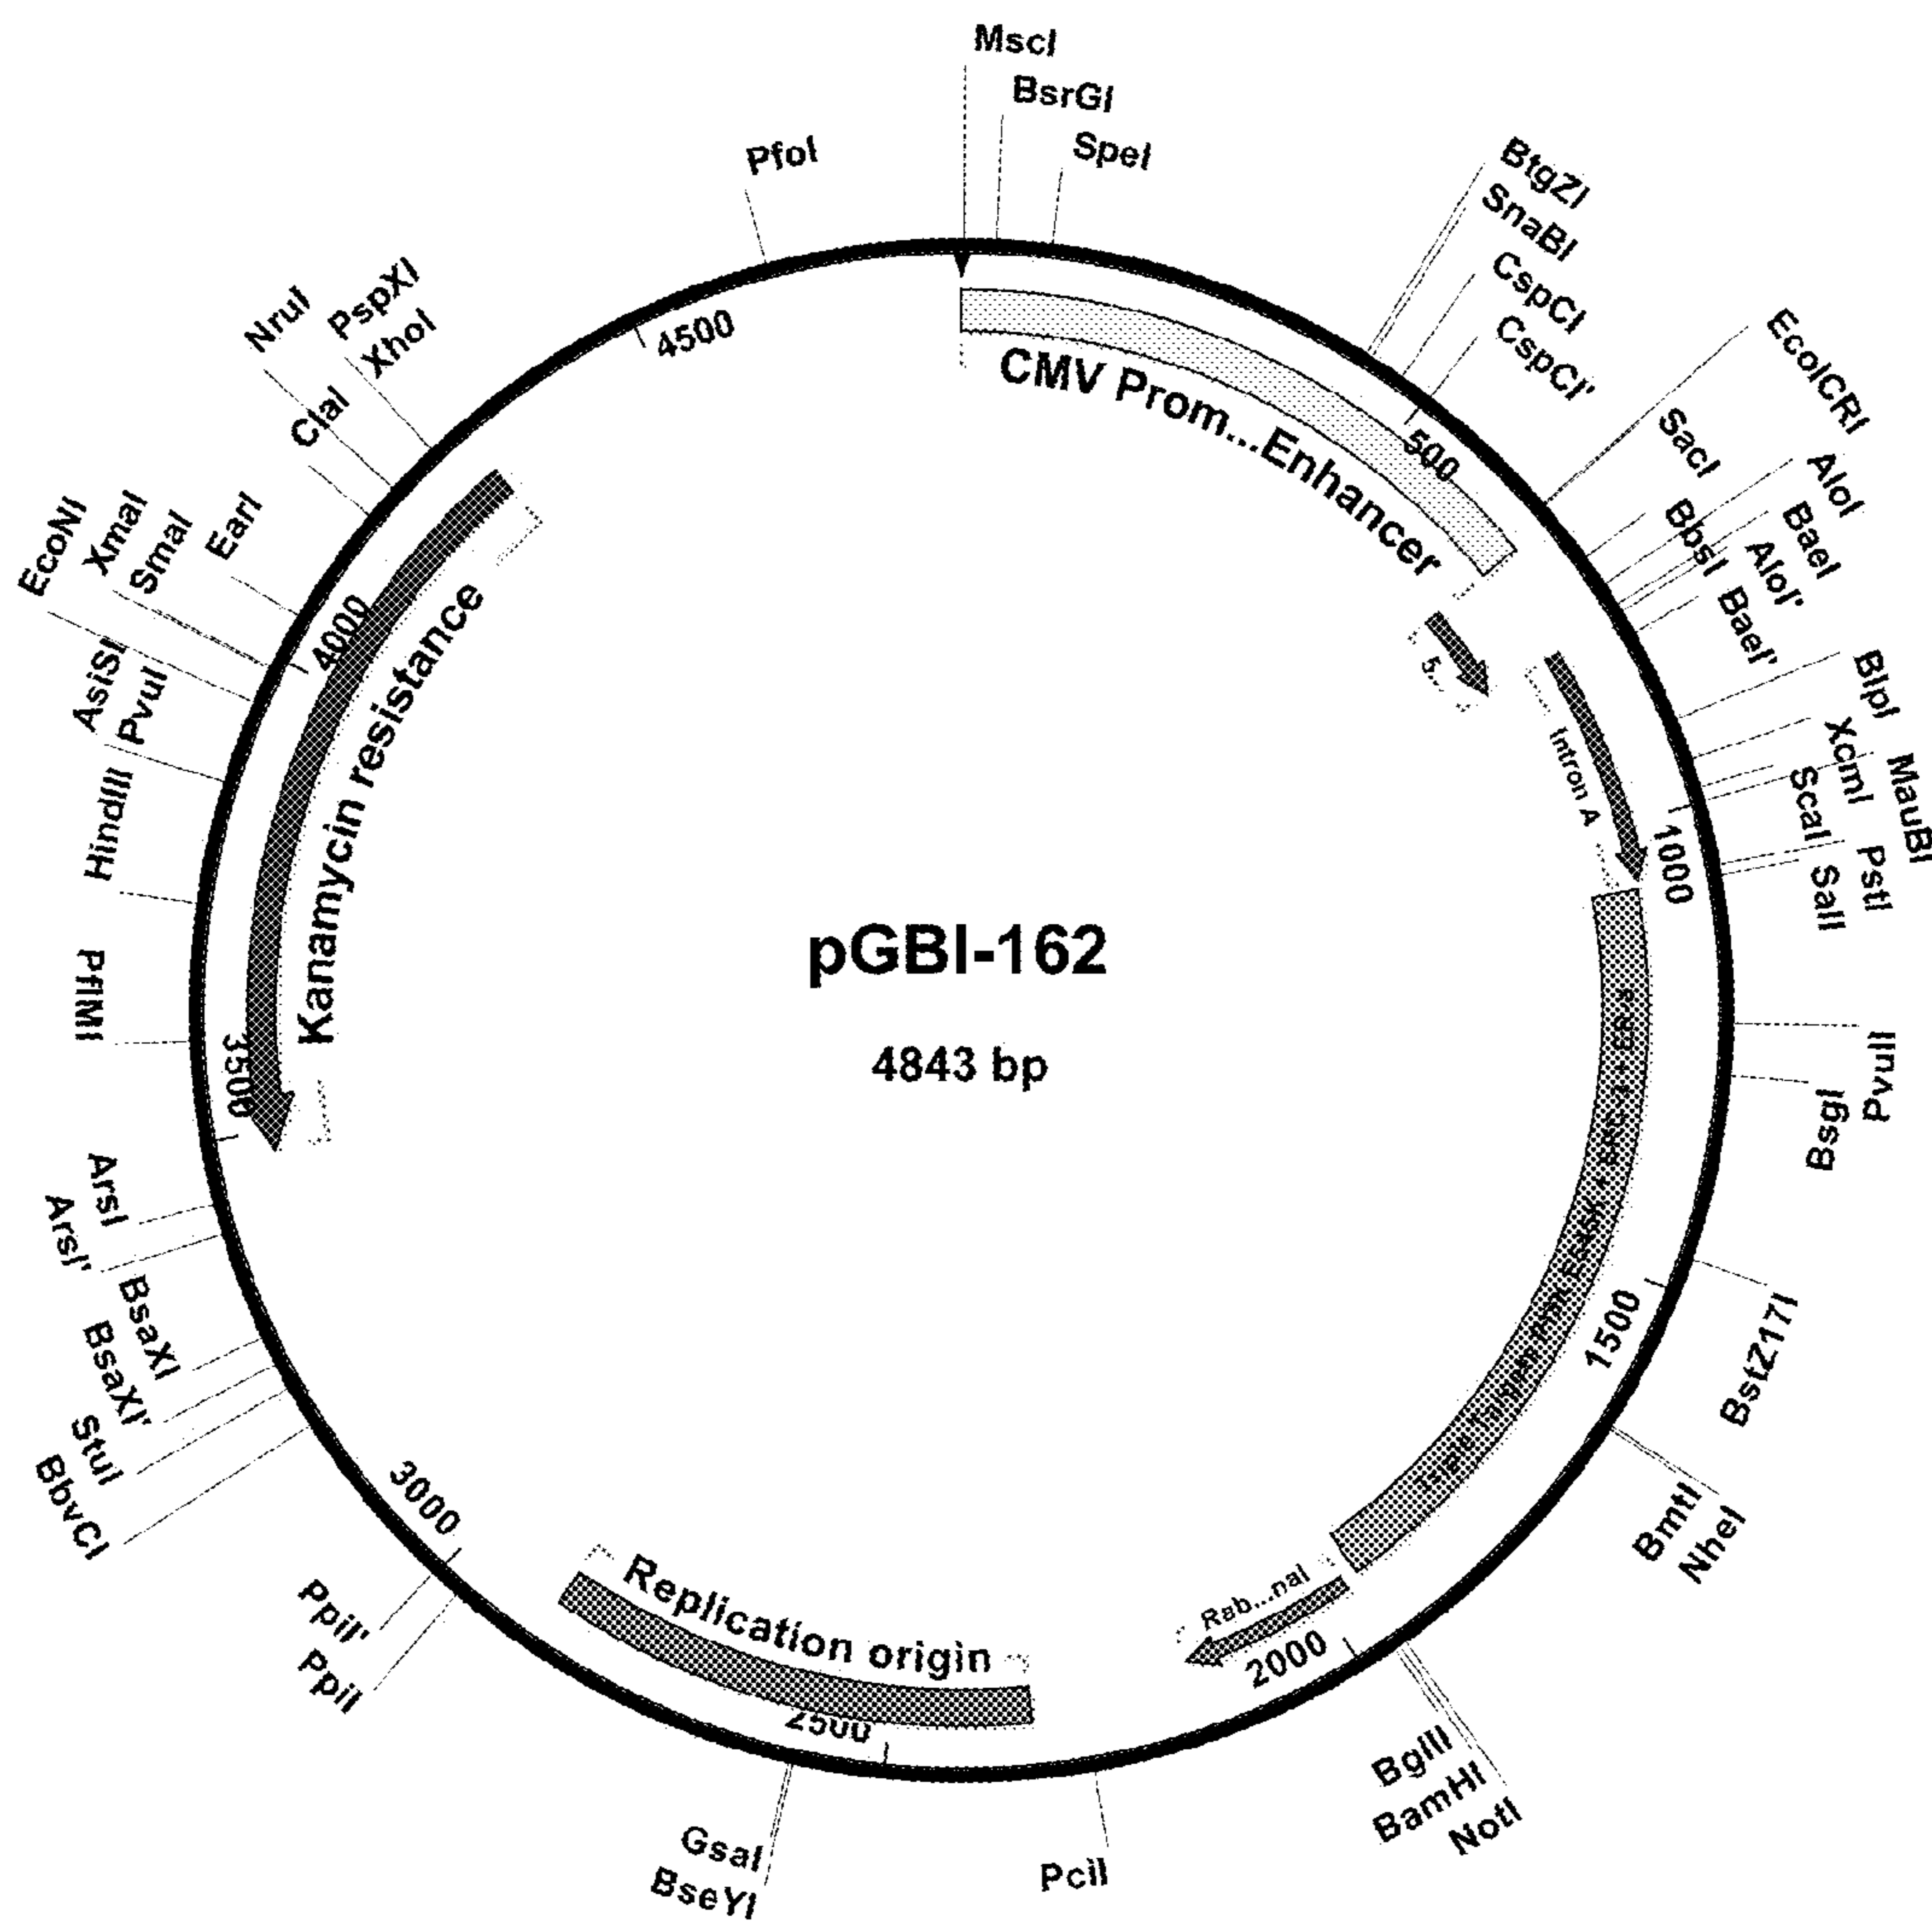 MscI
BsrGI
SpeI
BtgZI
SnaBI
CspCI
CspCI'
EcoICRI
SacI
AloI
BbsI
BaeI
AloI'
BaeI'
BlpI
XcmI
MauBI
ScaI
PstI
SalI
PvuII
BsgI
BstZ17I
BmtI
NheI
BglII
BamHI
NotI
PciI
GsaI
BseYI
PpiI'
PpiI
BbvCI
StuI
BsaXI'
BsaXI
ArsI'
ArsI
PflMI
HindIII
PvuI
AsiSI
EcoNI
XmaI
SmaI
EarI
ClaI
NruI
PspXI
XhoI
PfoI
4500
CMV Prom...Enhancer
500
5...
Intron A
1000
1500
Rab...nal
2000
Replication origin
2500
3000
3500
Kanamycin resistance
4000
pGBI-162
4843 bp